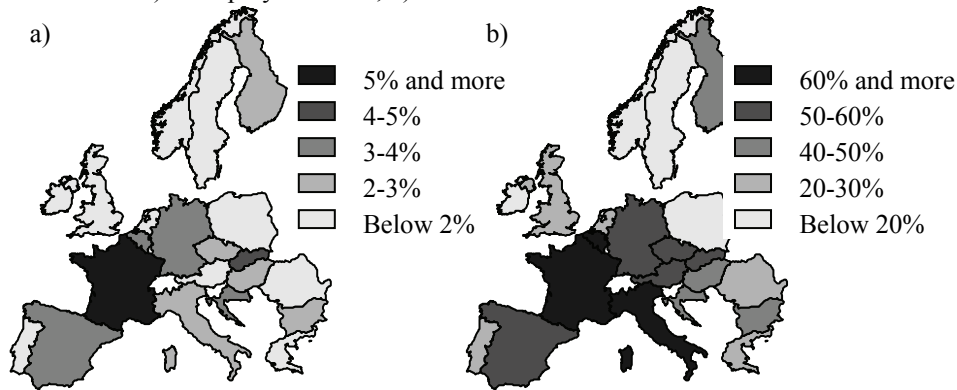 a)
5% and more
4-5%
3-4%
2-3%
Below 2%
b)
60% and more
50-60%
40-50%
20-30%
Below 20%